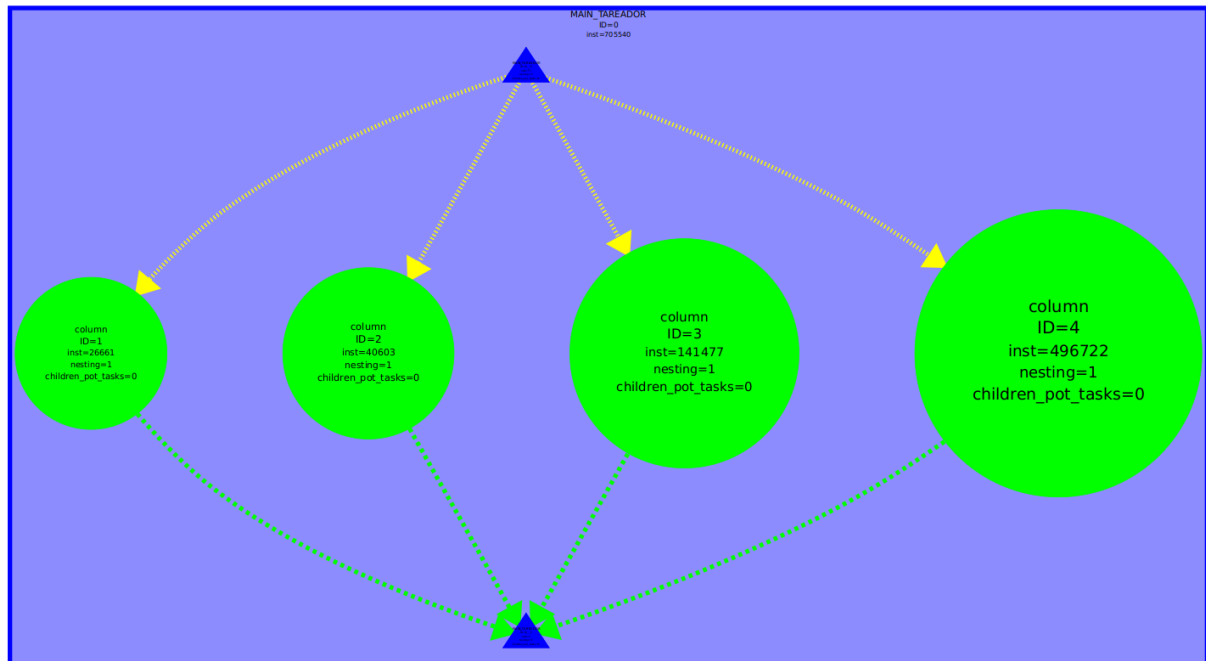 MAIN_TAREADOR
ID=0
inst=705540
column
ID=1
inst=26661
nesting=1
children_pot_tasks=0
column
ID=2
inst=40603
nesting=1
children_pot_tasks=0
column
ID=3
inst=141477
nesting=1
children_pot_tasks=0
column
ID=4
inst=496722
nesting=1
children_pot_tasks=0